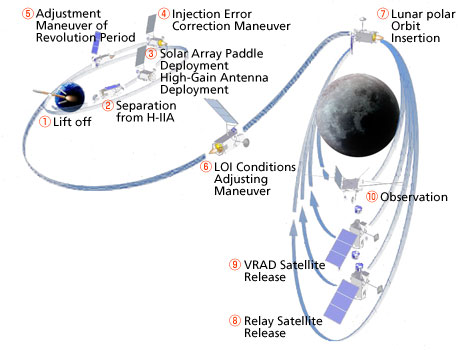 ⑤ Adjustment
Maneuver of
Revolution Period
④ Injection Error
Correction Maneuver
⑦ Lunar polar
Orbit
Insertion
③ Solar Array Paddle
Deployment
High-Gain Antenna
Deployment
② Separation
from H-IIA
① Lift off
⑥ LOI Conditions
Adjusting
Maneuver
⑩ Observation
⑨ VRAD Satellite
Release
⑧ Relay Satellite
Release